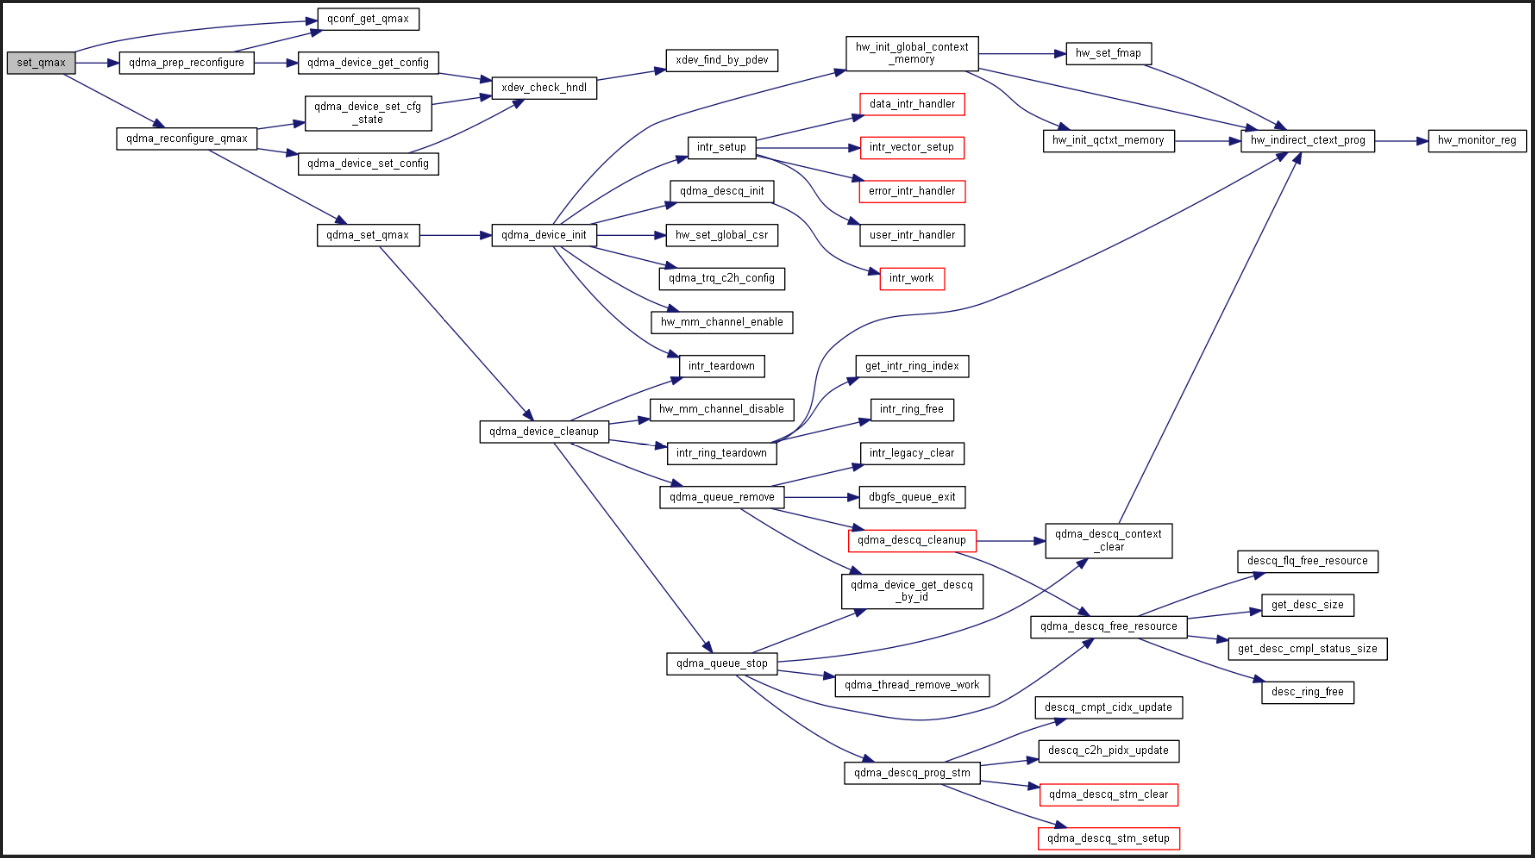 set_qmax
qconf_get_qmax
qdma_prep_reconfigure
qdma_device_get_config
qdma_device_set_cfg
_state
qdma_reconfigure_qmax
qdma_device_set_config
xdev_check_hndl
xdev_find_by_pdev
qdma_set_qmax
qdma_device_init
hw_init_global_context
_memory
hw_set_fmap
hw_init_qctxt_memory
hw_indirect_ctext_prog
hw_monitor_reg
intr_setup
data_intr_handler
intr_vector_setup
error_intr_handler
user_intr_handler
qdma_descq_init
intr_work
hw_set_global_csr
qdma_trq_c2h_config
hw_mm_channel_enable
intr_teardown
qdma_device_cleanup
hw_mm_channel_disable
intr_ring_teardown
get_intr_ring_index
intr_ring_free
qdma_queue_remove
intr_legacy_clear
dbgfs_queue_exit
qdma_descq_cleanup
qdma_device_get_descq
_by_id
qdma_descq_context
_clear
qdma_descq_free_resource
descq_flq_free_resource
get_desc_size
get_desc_cmpl_status_size
desc_ring_free
qdma_queue_stop
qdma_thread_remove_work
qdma_descq_prog_stm
descq_cmpt_cidx_update
descq_c2h_pidx_update
qdma_descq_stm_clear
qdma_descq_stm_setup